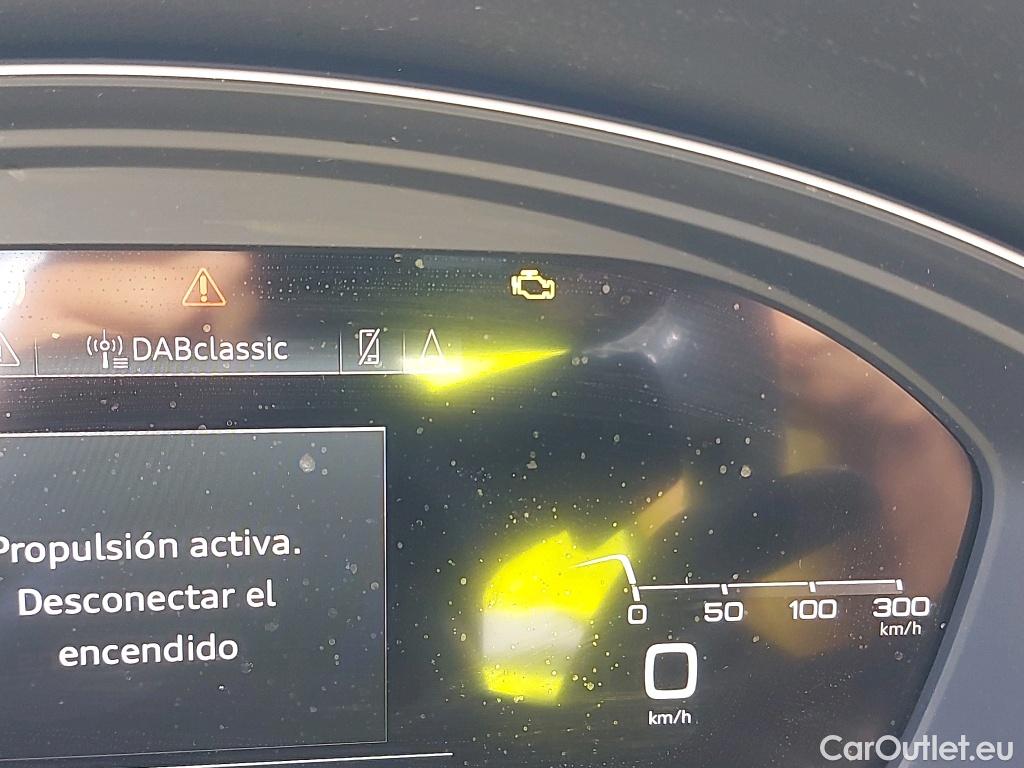 DABclassic
Propulsión activa.
Desconectar el
encendido
0 50 100 300
km/h
0
km/h
CarOutlet.eu